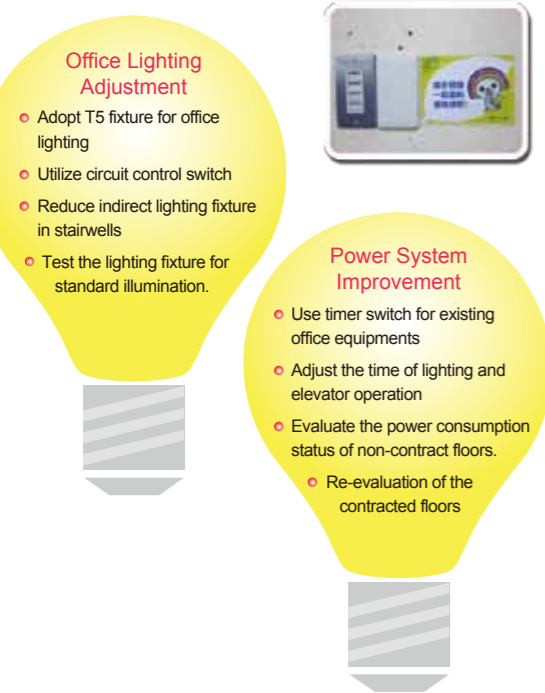 Office Lighting
Adjustment
Adopt T5 fixture for office
lighting
Utilize circuit control switch
Reduce indirect lighting fixture
in stairwells
Test the lighting fixture for
standard illumination.
Power System
Improvement
Use timer switch for existing
office equipments
Adjust the time of lighting and
elevator operation
Evaluate the power consumption
status of non-contract floors.
Re-evaluation of the
contracted floors